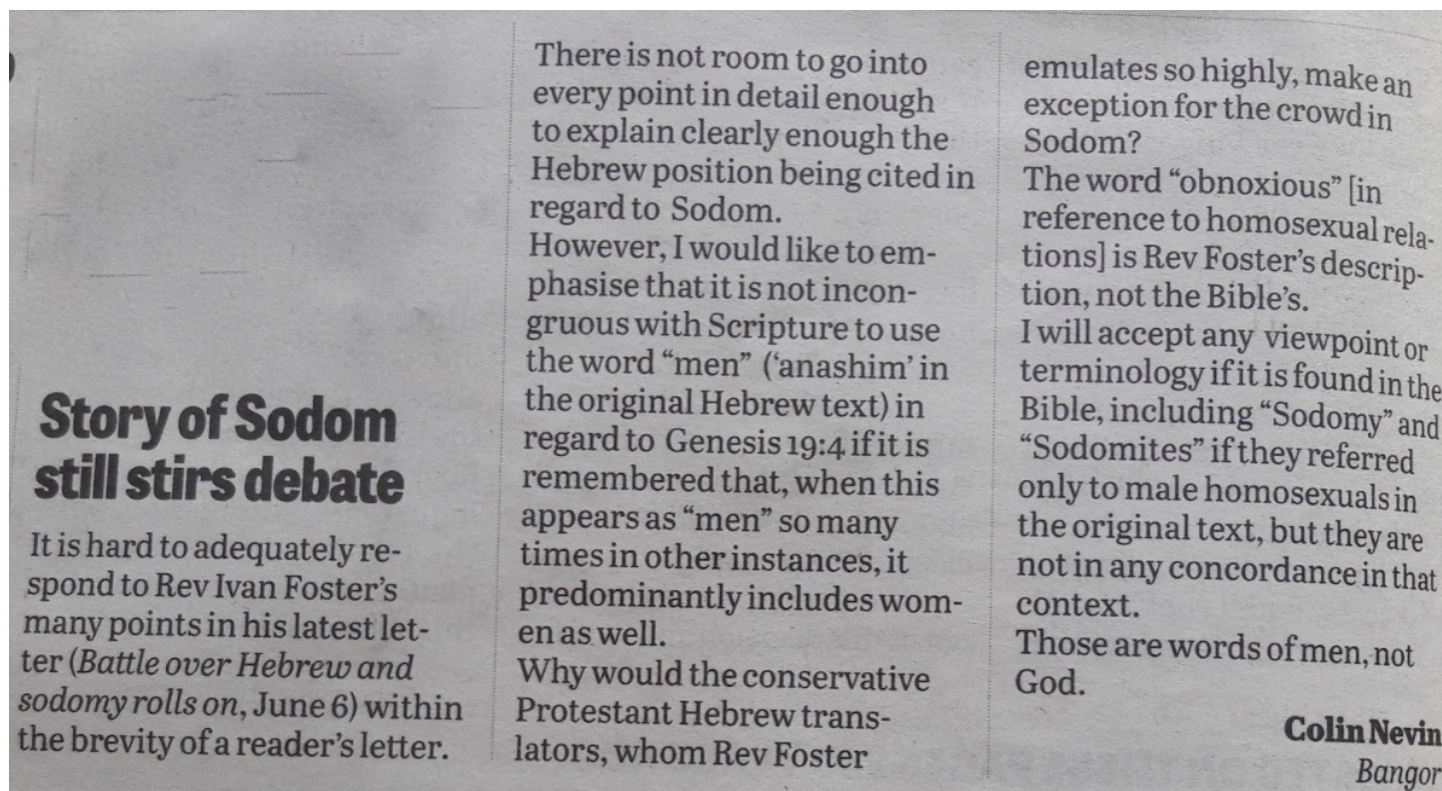 Story of Sodom
still stirs debate
It is hard to adequately re-
spond to Rev Ivan Foster’s
many points in his latest let-
ter (Battle over Hebrew and
sodomy rolls on, June 6) within
the brevity of a reader’s letter.
There is not room to go into
every point in detail enough
to explain clearly enough the
Hebrew position being cited in
regard to Sodom.
However, I would like to em-
phasise that it is not incon-
gruous with Scripture to use
the word “men” (‘anashim’ in
the original Hebrew text) in
regard to Genesis 19:4 if it is
remembered that, when this
appears as “men” so many
times in other instances, it
predominantly includes wom-
en as well.
Why would the conservative
Protestant Hebrew trans-
lators, whom Rev Foster
emulates so highly, make an
exception for the crowd in
Sodom?
The word “obnoxious” [in
reference to homosexual rela-
tions] is Rev Foster’s descrip-
tion, not the Bible’s.
I will accept any viewpoint or
terminology if it is found in the
Bible, including “Sodomy” and
“Sodomites” if they referred
only to male homosexuals in
the original text, but they are
not in any concordance in that
context.
Those are words of men, not
God.
Colin Nevin
Bangor